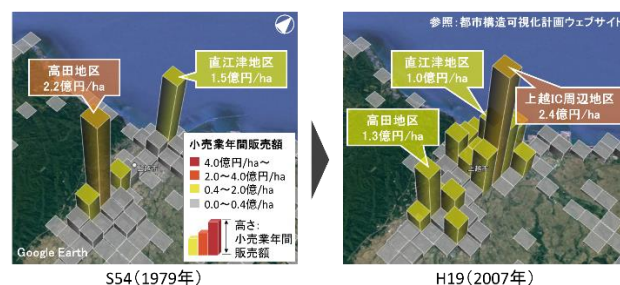 高田地区
2.2億円/ha
直江津地区
1.5億円/ha
小売業年間販売額
4.0億円/ha～
2.0～4.0億円/ha
0.4～2.0億/ha
0.0～0.4億/ha
高さ:
小売業年間
販売額
Google Earth
S54(1979年)
参照:都市構造可視化計画ウェブサイト
直江津地区
1.0億円/ha
高田地区
1.3億円/ha
上越IC周辺地区
2.4億円/ha
上越市
H19(2007年)